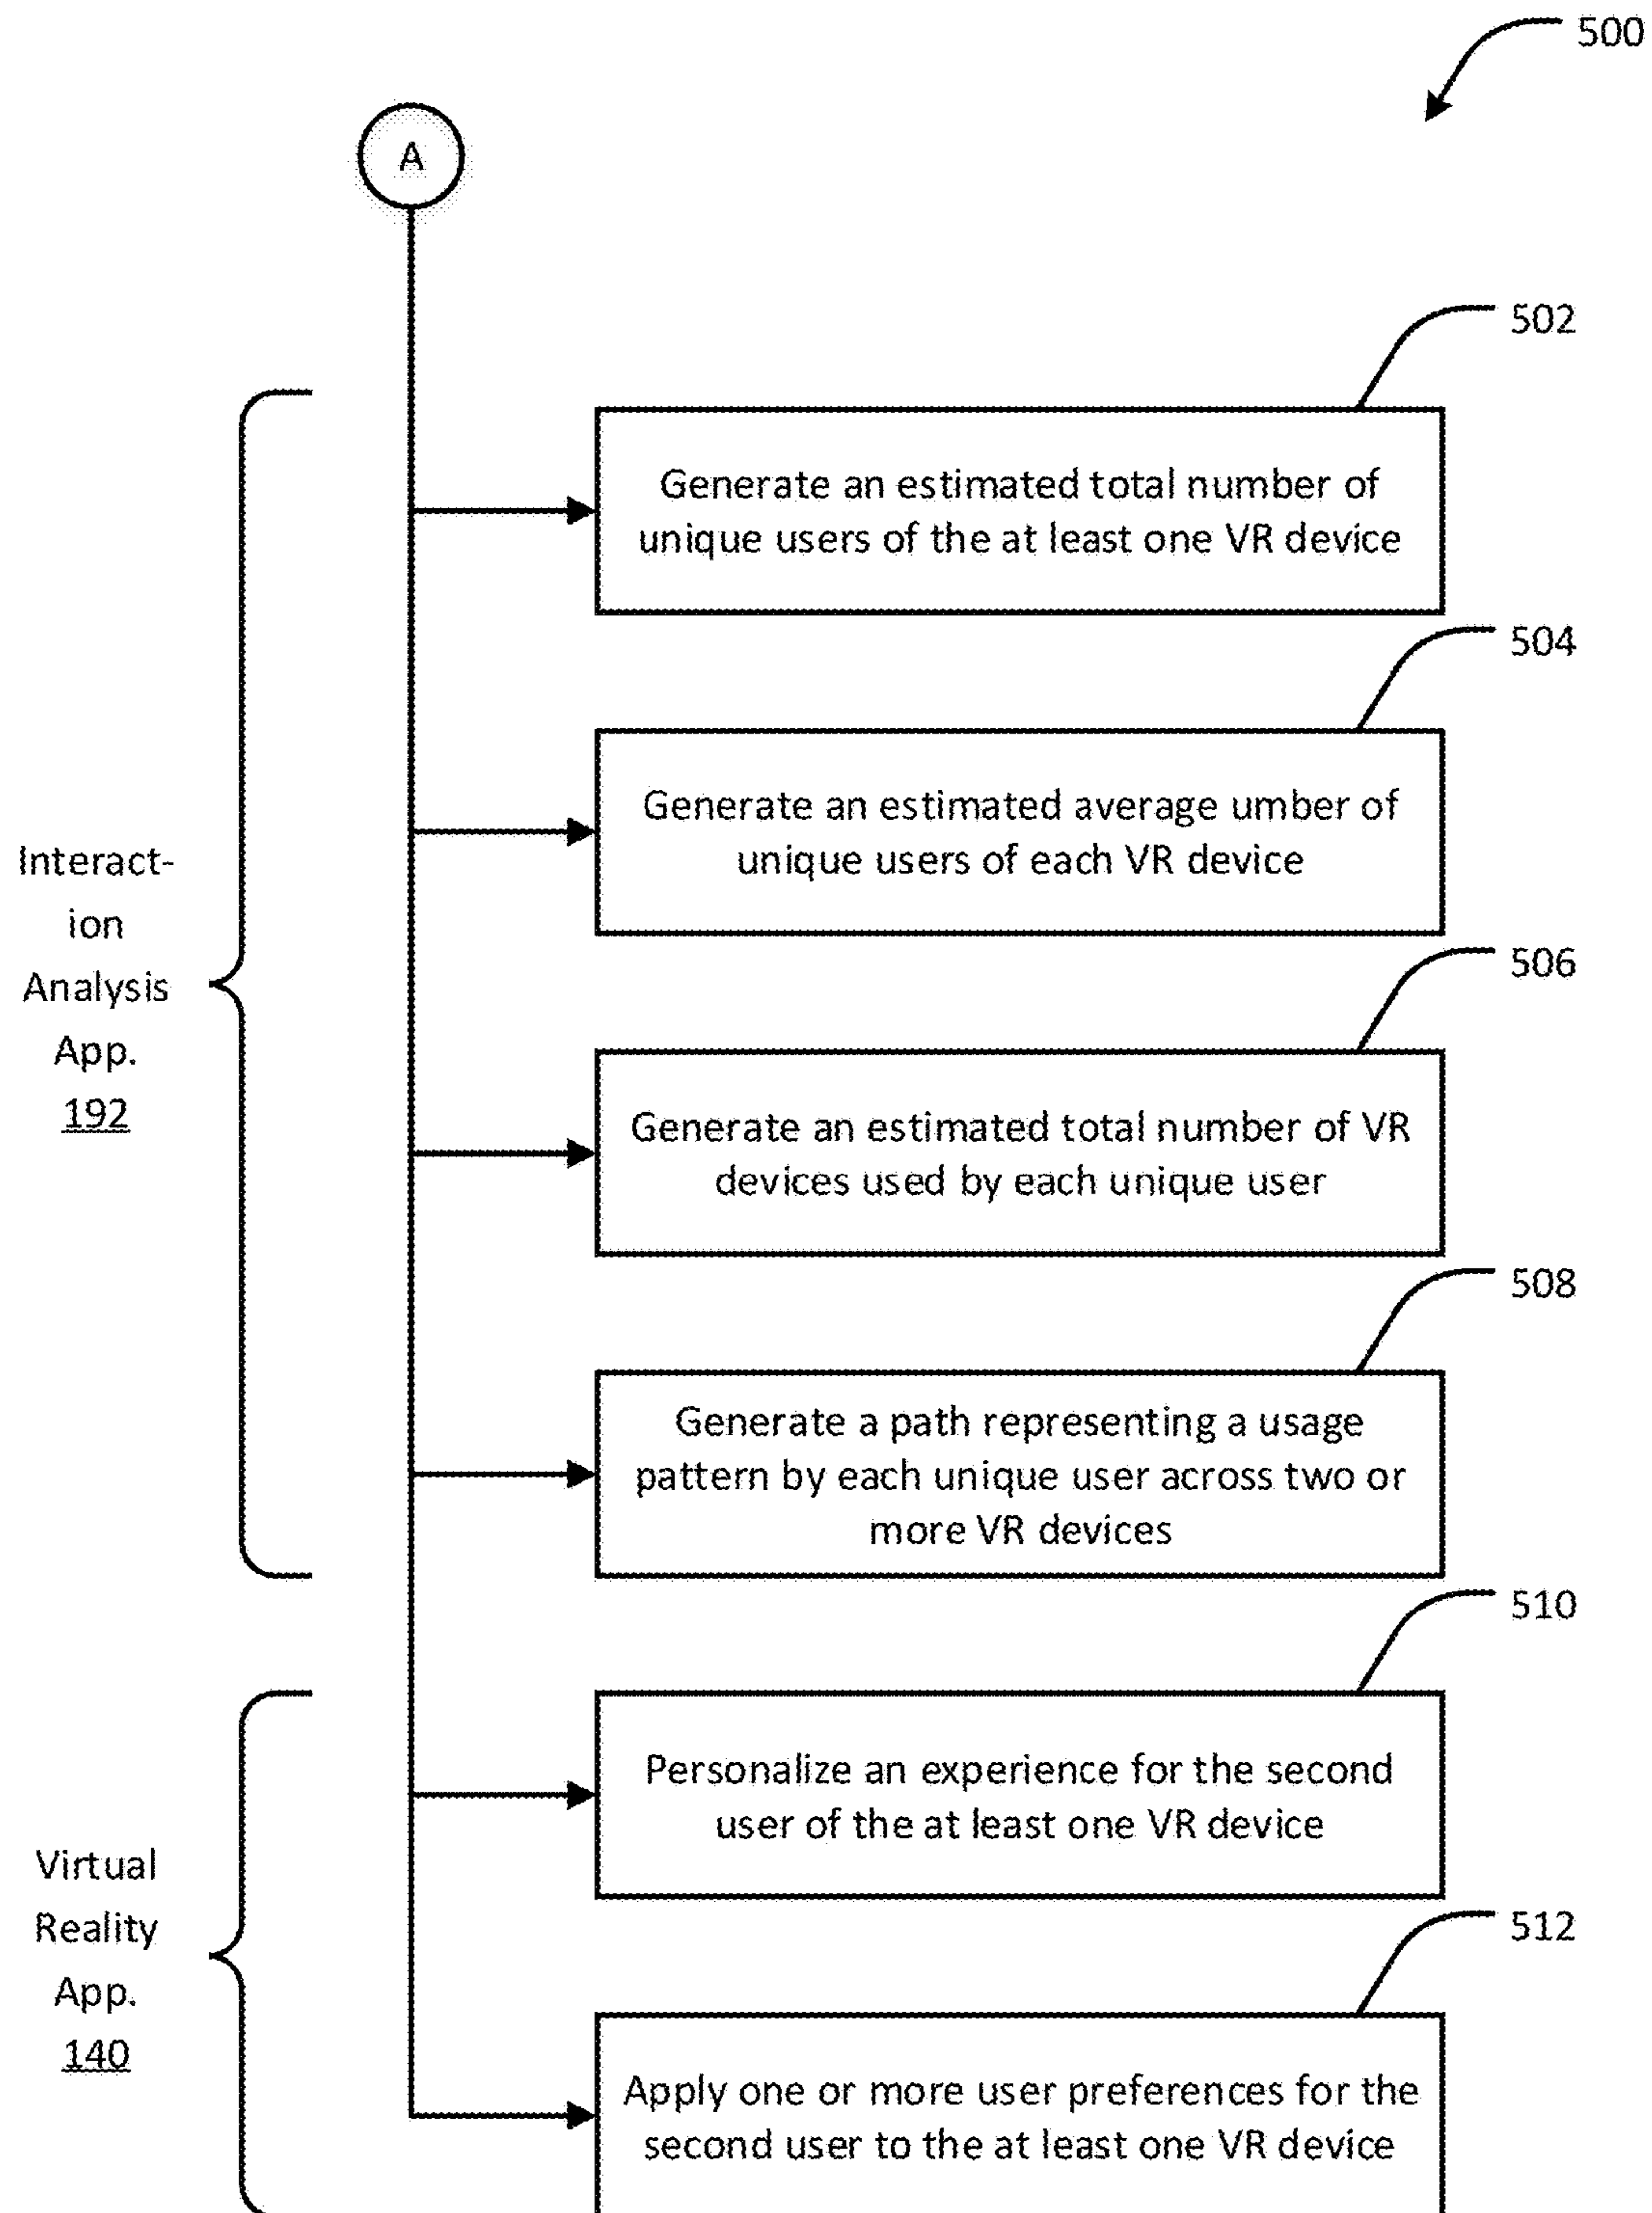 500
A
502
Generate an estimated total number of
unique users of the at least one VR device
504
Generate an estimated average umber of
unique users of each VR device
Interact-
ion
Analysis
App.
192
506
Generate an estimated total number of VR
devices used by each unique user
508
Generate a path representing a usage
pattern by each unique user across two or
more VR devices
510
Personalize an experience for the second
user of the at least one VR device
Virtual
Reality
App.
140
512
Apply one or more user preferences for the
second user to the at least one VR device